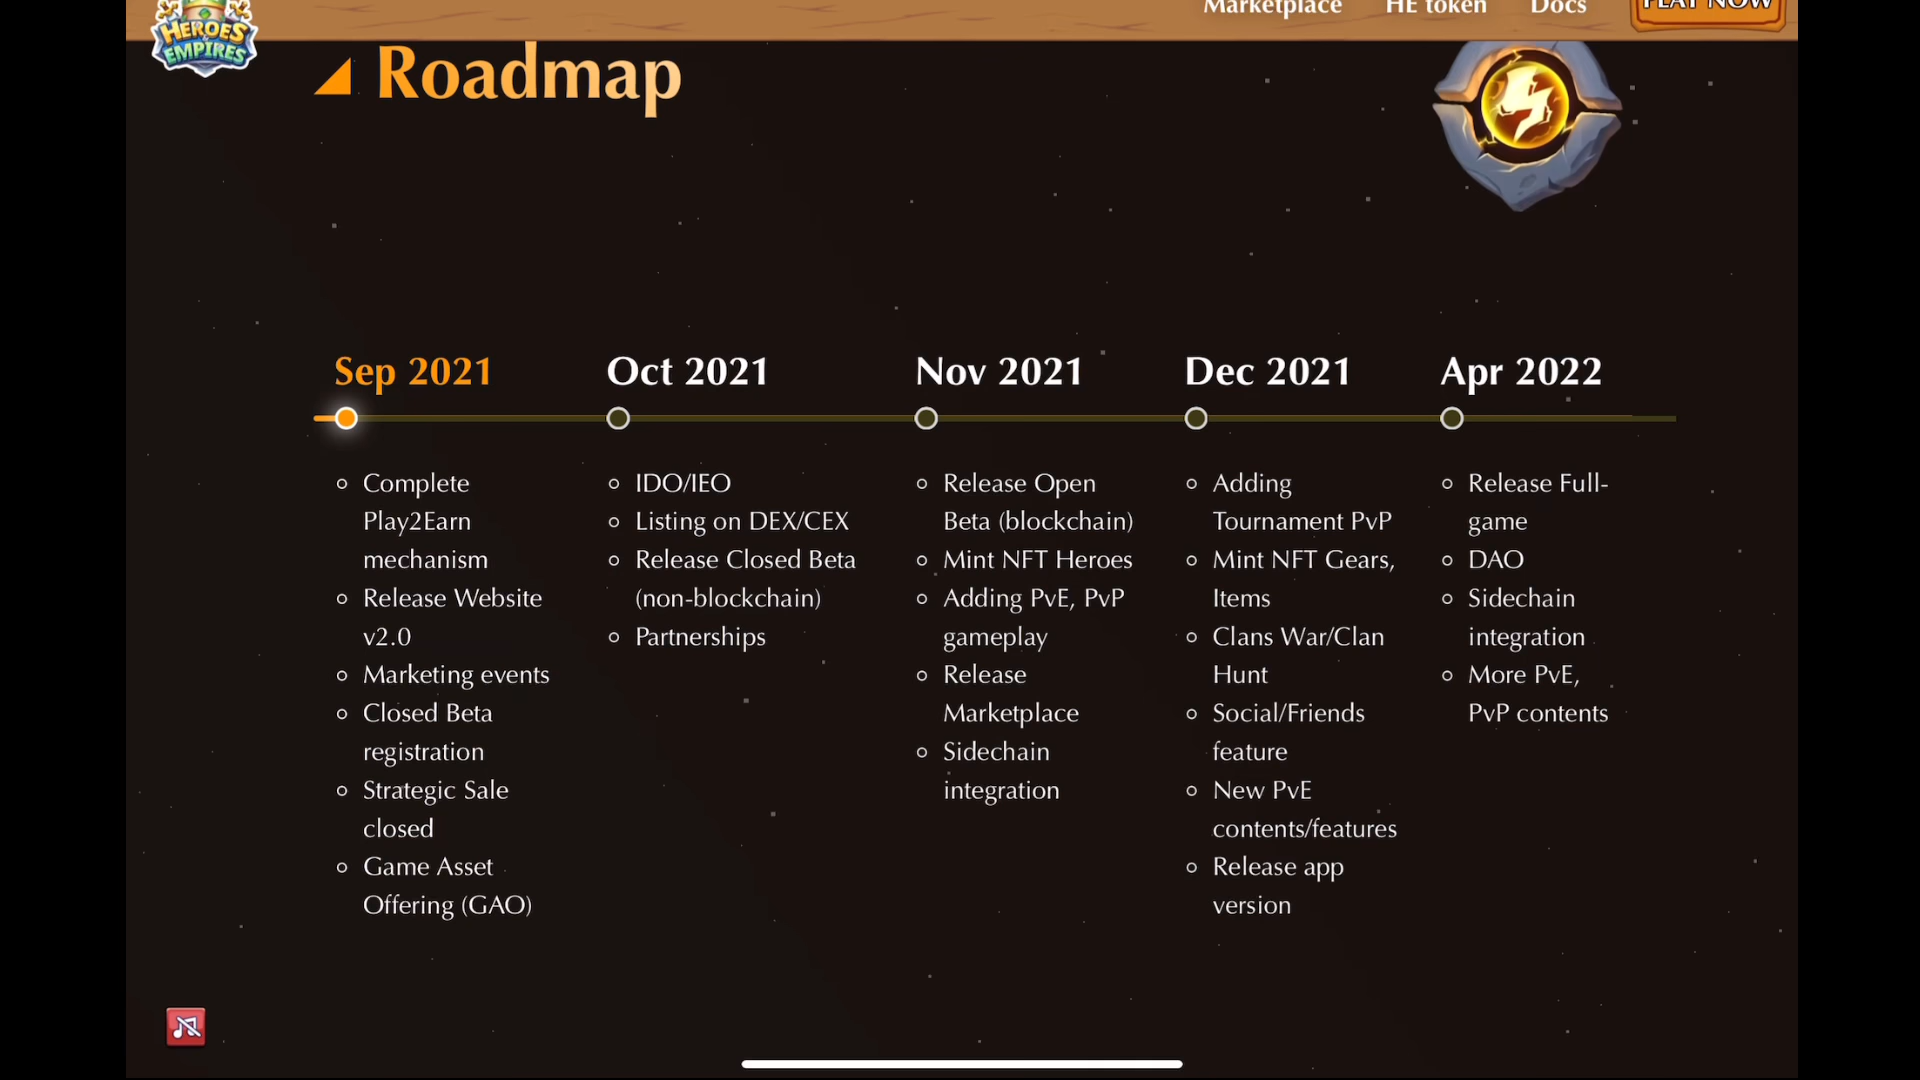 Marketplace HE token Docs PLAY NOW
HEROES
EMPIRES
Roadmap
Sep 2021
Oct 2021
Nov 2021
Dec 2021
Apr 2022
Complete
Play2Earn
mechanism
Release Website
v2.0
Marketing events
Closed Beta
registration
Strategic Sale
closed
Game Asset
Offering (GAO)
IDO/IEO
Listing on DEX/CEX
Release Closed Beta
(non-blockchain)
Partnerships
Release Open
Beta (blockchain)
Mint NFT Heroes
Adding PvE, PvP
gameplay
Release
Marketplace
Sidechain
integration
Adding
Tournament PvP
Mint NFT Gears,
Items
Clans War/Clan
Hunt
Social/Friends
feature
New PvE
contents/features
Release app
version
Release Full-
game
DAO
Sidechain
integration
More PvE,
PvP contents